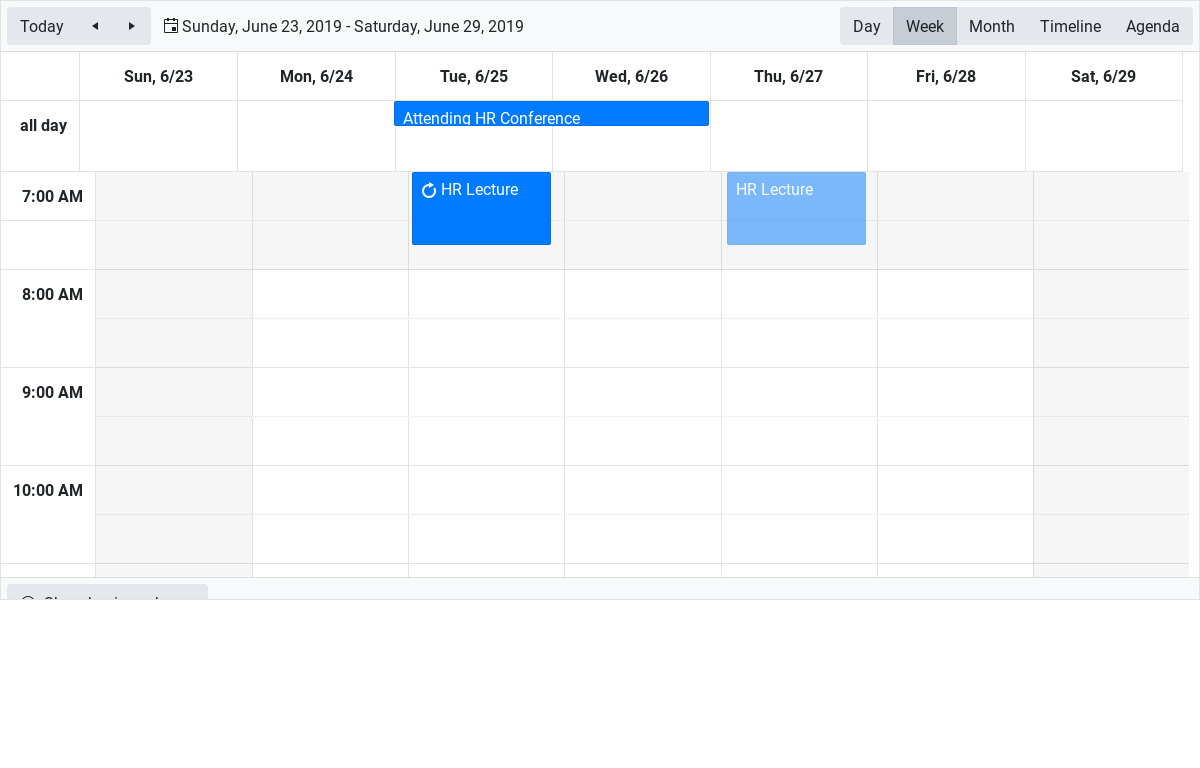 Today
Sunday, June 23, 2019 - Saturday, June 29, 2019
Day Week Month Timeline Agenda
Sun, 6/23 Mon, 6/24 Tue, 6/25 Wed, 6/26 Thu, 6/27 Fri, 6/28 Sat, 6/29
all day
Attending HR Conference
7:00 AM
HR Lecture
HR Lecture
8:00 AM
9:00 AM
10:00 AM